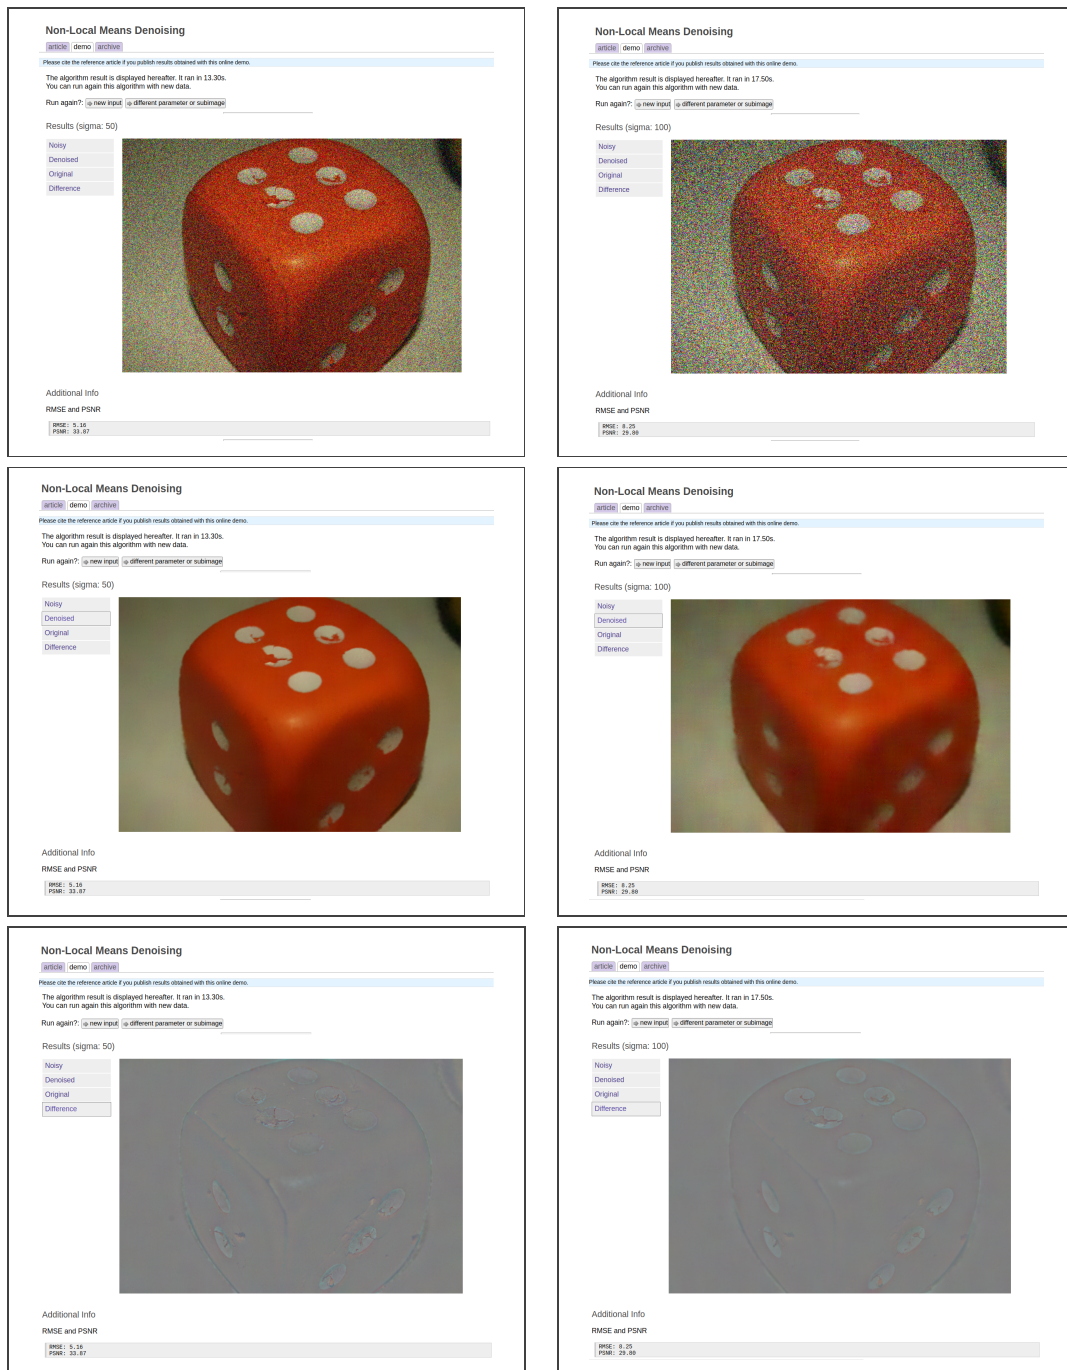 Non-Local Means Denoising
article demo archive
Please cite the reference article if you publish results obtained with this online demo.
The algorithm result is displayed hereafter. It ran in 13.30s.
You can run again this algorithm with new data.
Run again?: new input different parameter or subimage
Results (sigma: 50)
Noisy
Denoised
Original
Difference
Additional Info
RMSE and PSNR
RMSE: 5.16
PSNR: 33.87
Non-Local Means Denoising
article demo archive
Please cite the reference article if you publish results obtained with this online demo.
The algorithm result is displayed hereafter. It ran in 17.50s.
You can run again this algorithm with new data.
Run again?: new input different parameter or subimage
Results (sigma: 100)
Noisy
Denoised
Original
Difference
Additional Info
RMSE and PSNR
RMSE: 8.25
PSNR: 29.80
Non-Local Means Denoising
article demo archive
Please cite the reference article if you publish results obtained with this online demo.
The algorithm result is displayed hereafter. It ran in 13.30s.
You can run again this algorithm with new data.
Run again?: new input different parameter or subimage
Results (sigma: 50)
Noisy
Denoised
Original
Difference
Additional Info
RMSE and PSNR
RMSE: 5.16
PSNR: 33.87
Non-Local Means Denoising
article demo archive
Please cite the reference article if you publish results obtained with this online demo.
The algorithm result is displayed hereafter. It ran in 17.50s.
You can run again this algorithm with new data.
Run again?: new input different parameter or subimage
Results (sigma: 100)
Noisy
Denoised
Original
Difference
Additional Info
RMSE and PSNR
RMSE: 8.25
PSNR: 29.80
Non-Local Means Denoising
article demo archive
Please cite the reference article if you publish results obtained with this online demo.
The algorithm result is displayed hereafter. It ran in 13.30s.
You can run again this algorithm with new data.
Run again?: new input different parameter or subimage
Results (sigma: 50)
Noisy
Denoised
Original
Difference
Additional Info
RMSE and PSNR
RMSE: 5.16
PSNR: 33.87
Non-Local Means Denoising
article demo archive
Please cite the reference article if you publish results obtained with this online demo.
The algorithm result is displayed hereafter. It ran in 17.50s.
You can run again this algorithm with new data.
Run again?: new input different parameter or subimage
Results (sigma: 100)
Noisy
Denoised
Original
Difference
Additional Info
RMSE and PSNR
RMSE: 8.25
PSNR: 29.80